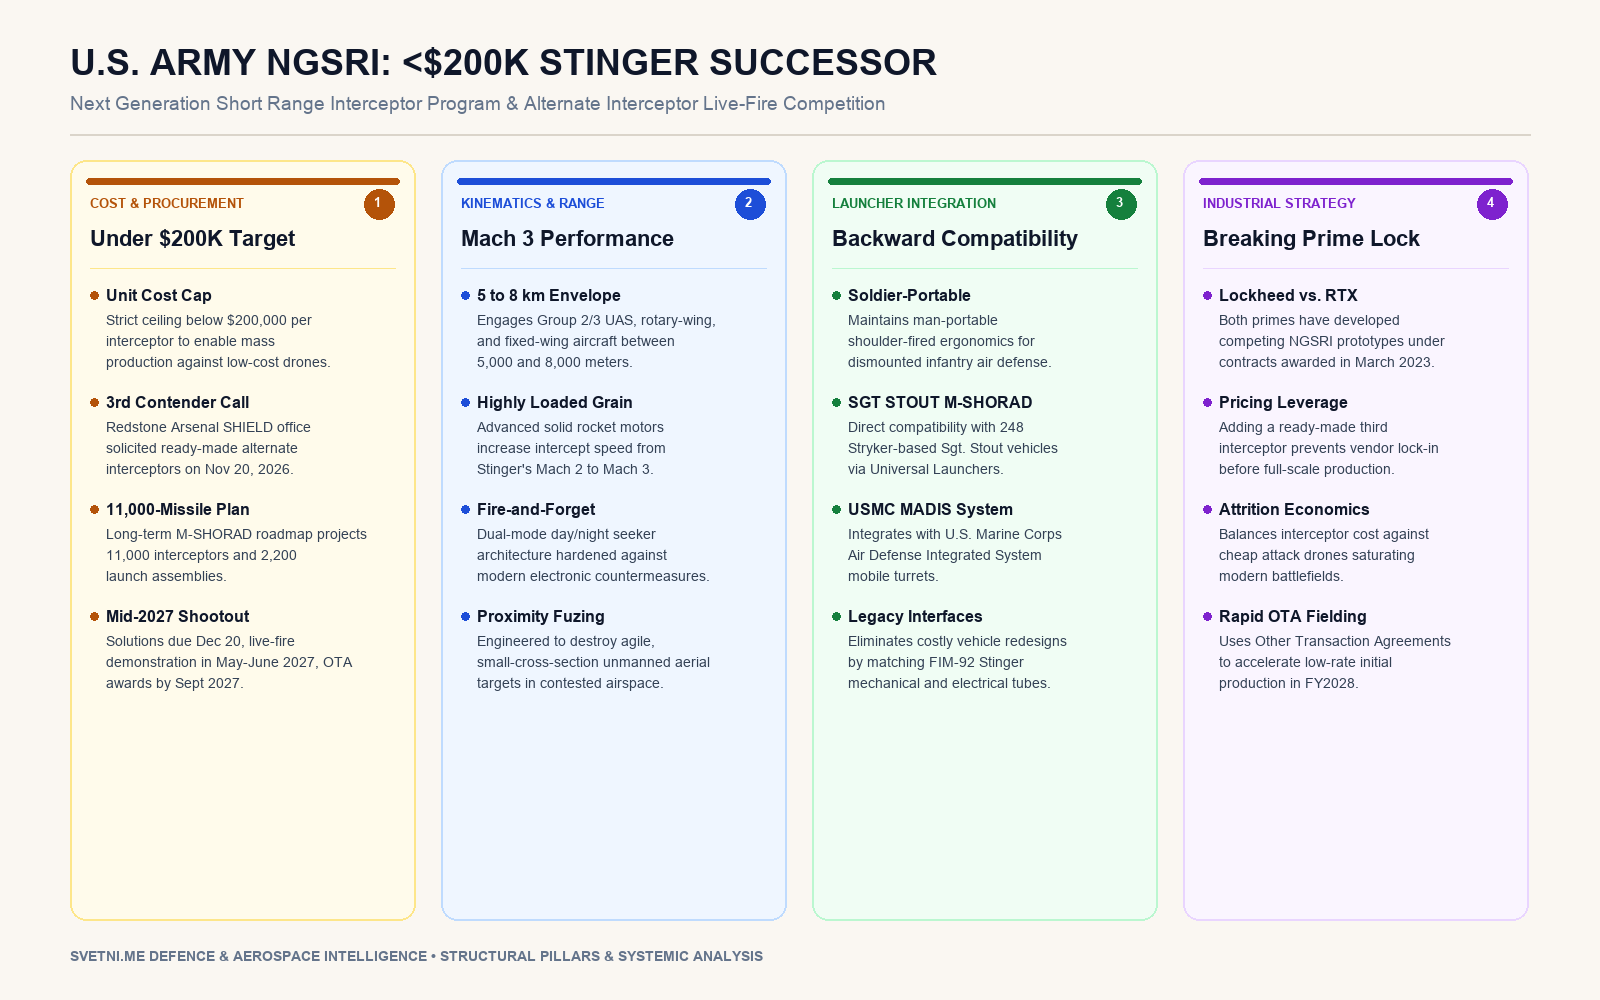 U.S. ARMY NGSRI: <$200K STINGER SUCCESSOR
Next Generation Short Range Interceptor Program & Alternate Interceptor Live-Fire Competition
COST & PROCUREMENT
1
Under $200K Target
Unit Cost Cap
Strict ceiling below $200,000 per
interceptor to enable mass
production against low-cost drones.
3rd Contender Call
Redstone Arsenal SHIELD office
solicited ready-made alternate
interceptors on Nov 20, 2026.
11,000-Missile Plan
Long-term M-SHORAD roadmap projects
11,000 interceptors and 2,200
launch assemblies.
Mid-2027 Shootout
Solutions due Dec 20, live-fire
demonstration in May-June 2027, OTA
awards by Sept 2027.
KINEMATICS & RANGE
2
Mach 3 Performance
5 to 8 km Envelope
Engages Group 2/3 UAS, rotary-wing,
and fixed-wing aircraft between
5,000 and 8,000 meters.
Highly Loaded Grain
Advanced solid rocket motors
increase intercept speed from
Stinger's Mach 2 to Mach 3.
Fire-and-Forget
Dual-mode day/night seeker
architecture hardened against
modern electronic countermeasures.
Proximity Fuzing
Engineered to destroy agile,
small-cross-section unmanned aerial
targets in contested airspace.
LAUNCHER INTEGRATION
3
Backward Compatibility
Soldier-Portable
Maintains man-portable
shoulder-fired ergonomics for
dismounted infantry air defense.
SGT STOUT M-SHORAD
Direct compatibility with 248
Stryker-based Sgt. Stout vehicles
via Universal Launchers.
USMC MADIS System
Integrates with U.S. Marine Corps
Air Defense Integrated System
mobile turrets.
Legacy Interfaces
Eliminates costly vehicle redesigns
by matching FIM-92 Stinger
mechanical and electrical tubes.
INDUSTRIAL STRATEGY
4
Breaking Prime Lock
Lockheed vs. RTX
Both primes have developed
competing NGSRI prototypes under
contracts awarded in March 2023.
Pricing Leverage
Adding a ready-made third
interceptor prevents vendor lock-in
before full-scale production.
Attrition Economics
Balances interceptor cost against
cheap attack drones saturating
modern battlefields.
Rapid OTA Fielding
Uses Other Transaction Agreements
to accelerate low-rate initial
production in FY2028.
SVETNI.ME DEFENCE & AEROSPACE INTELLIGENCE • STRUCTURAL PILLARS & SYSTEMIC ANALYSIS